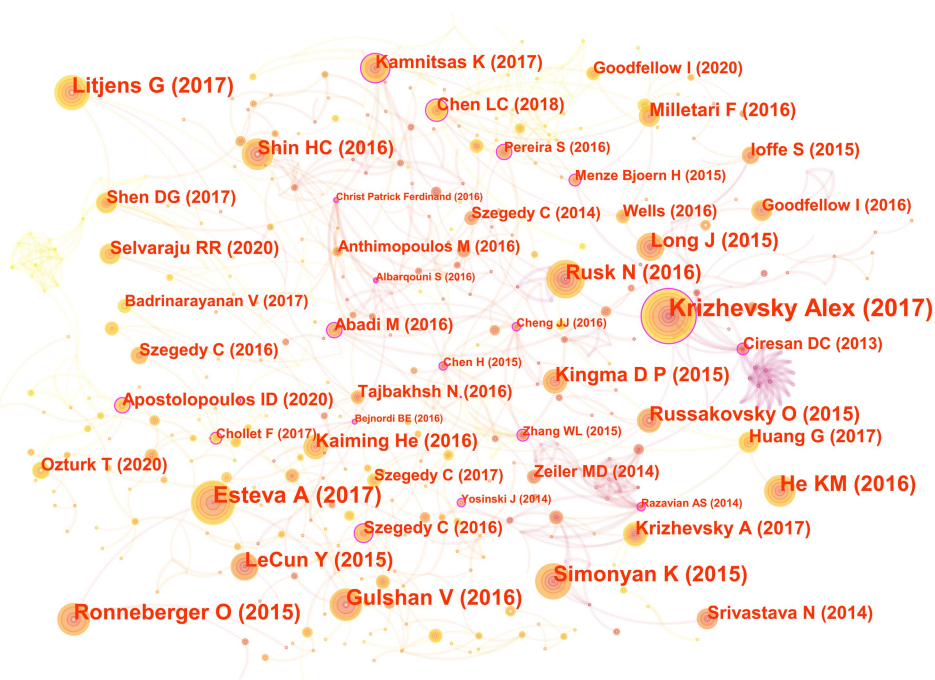 Kamnitsas K (2017)
Goodfellow I (2020)
Litjens G (2017)
Chen LC (2018)
Milletari F (2016)
Shin HC (2016)
Pereira S (2016)
Ioffe S (2015)
Menze Bjoern H (2015)
Shen DG (2017)
Christ Patrick Ferdinand (2016)
Szegedy C (2014)
Wells (2016)
Goodfellow I (2016)
Selvaraju RR (2020)
Anthimopoulos M (2016)
Long J (2015)
Albarqouni S (2016)
Rusk N (2016)
Badrinarayanan V (2017)
Krizhevsky Alex (2017)
Abadi M (2016)
Cheng JJ (2016)
Ciresan DC (2013)
Szegedy C (2016)
Chen H (2015)
Kingma D P (2015)
Apostolopoulos ID (2020)
Tajbakhsh N. (2016)
Bejnordi BE (2016)
Russakovsky O (2015)
Chollet F (2017)
Kaiming He (2016)
Zhang WL (2015)
Huang G (2017)
Ozturk T (2020)
Szegedy C (2017)
Zeiler MD (2014)
He KM (2016)
Esteva A (2017)
Yosinski J (2014)
Razavian AS (2014)
Szegedy C (2016)
Krizhevsky A (2017)
LeCun Y (2015)
Simonyan K (2015)
Ronneberger O (2015)
Gulshan V (2016)
Srivastava N (2014)